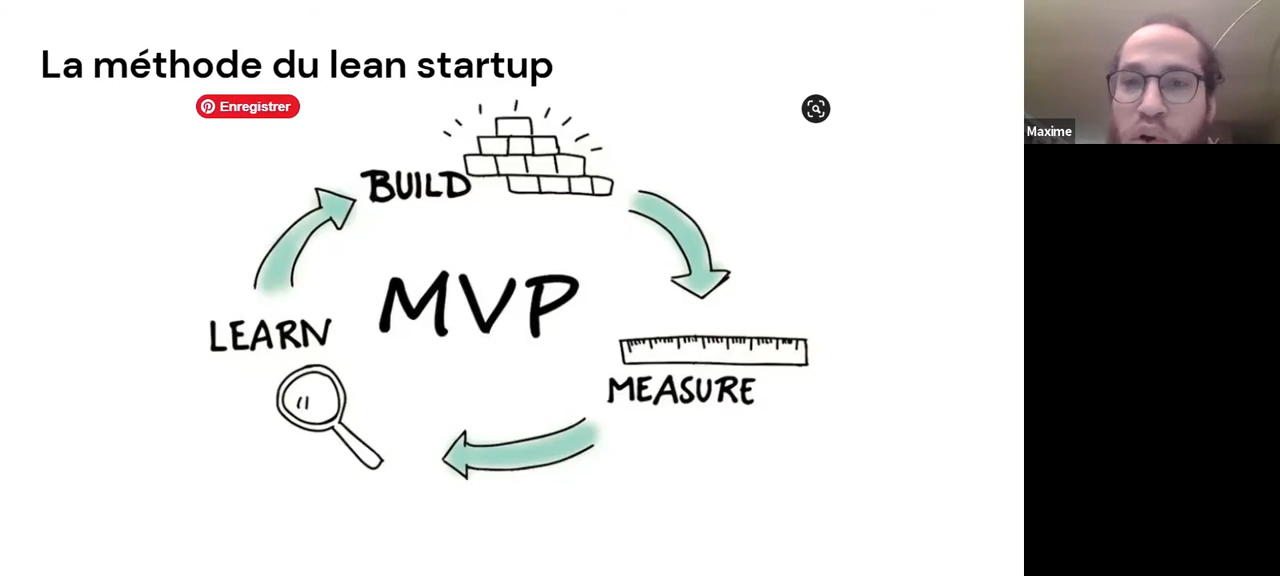 La méthode du lean startup
Enregistrer
BUILD
MVP
LEARN
MEASURE
Maxime